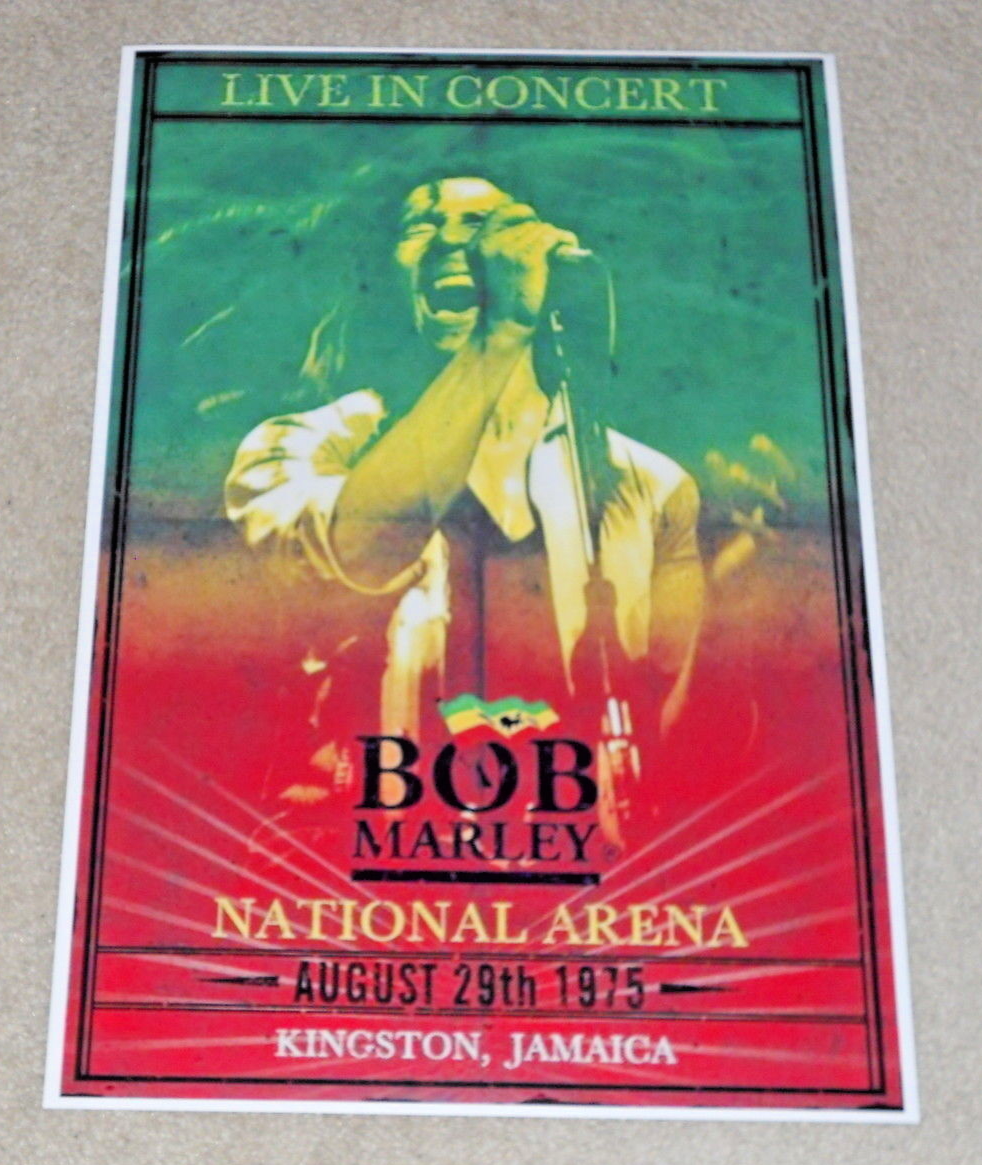 LIVE IN CONCERT
BOB
MARLEY®
NATIONAL ARENA
AUGUST 29th 1975
KINGSTON, JAMAICA